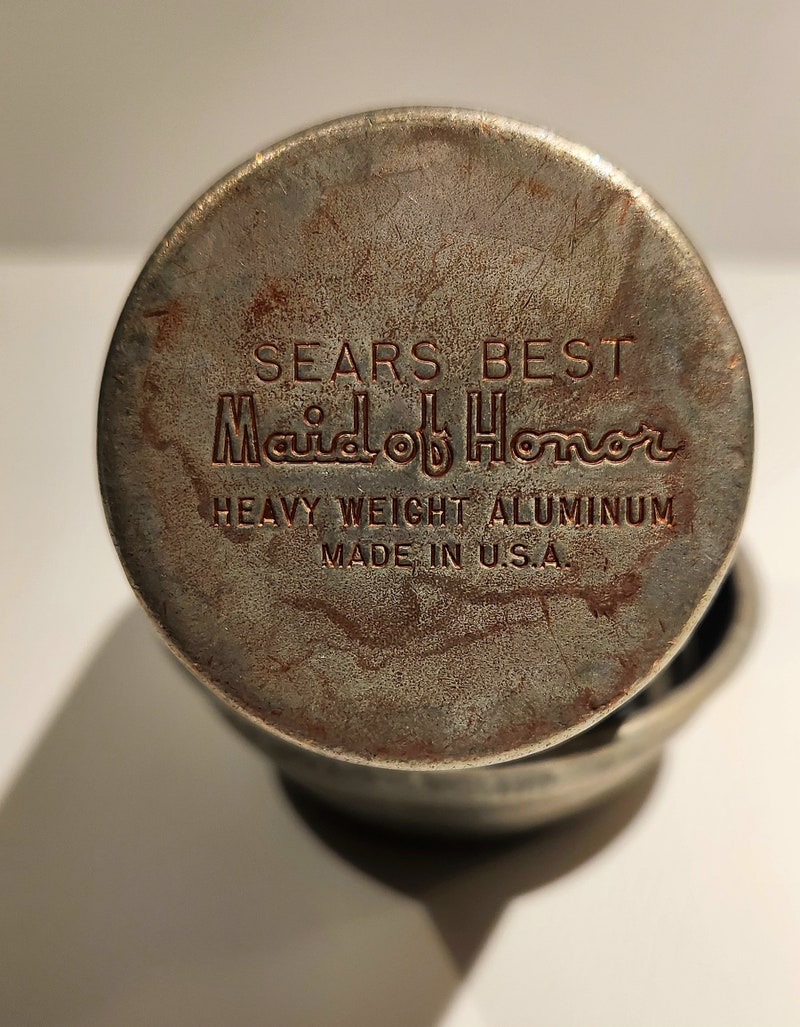 SEARS BEST
Maid of Honor
HEAVY WEIGHT ALUMINUM
MADE IN U.S.A.